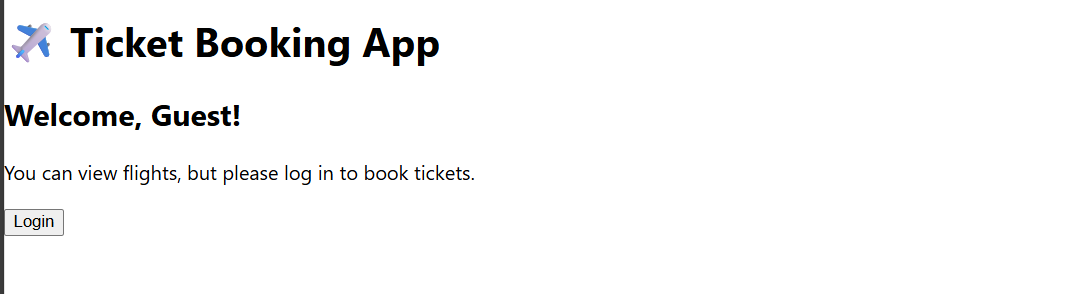 Ticket Booking App
Welcome, Guest!
You can view flights, but please log in to book tickets.
Login